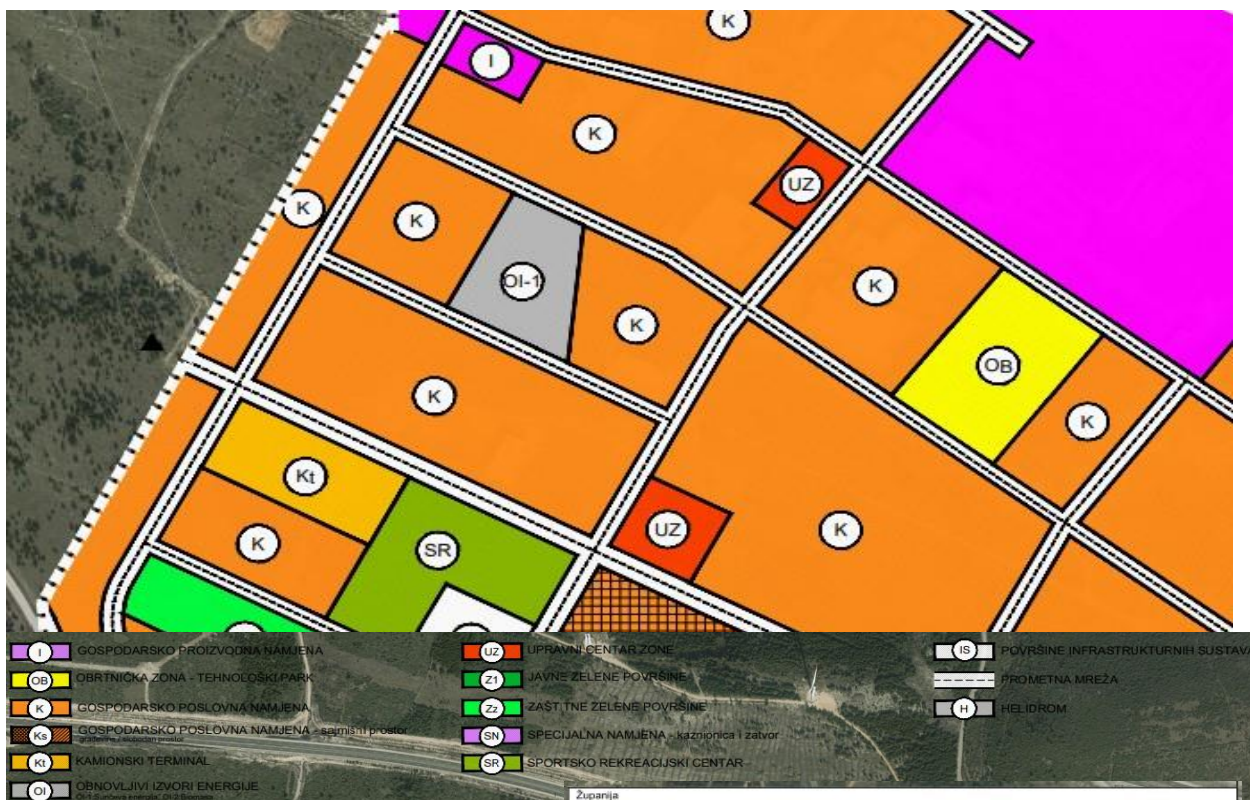 K
I
K
UZ
K
K
OI-1
K
K
OB
K
K
Kt
K
SR
UZ
K
I GOSPODARSKO PROIZVODNA NAMJENA
OB OBRTNIČKA ZONA - TEHNOLOŠKI PARK
K GOSPODARSKO POSLOVNA NAMJENA
Ks GOSPODARSKO POSLOVNA NAMJENA - sajmišni prostor
Kt KAMIONSKI TERMINAL
OI OBNOVLJIVI IZVORI ENERGIJE
UZ UPRAVNI CENTAR ZONE
Z1 JAVNE ZELENE POVRŠINE
Zz ZAŠTITNE ZELENE POVRŠINE
SN SPECIJALNA NAMJENA - kaznionica i zatvor
SR SPORTSKO REKREACIJSKI CENTAR
IS POVRŠINE INFRASTRUKTURNIH SUSTAVA
PROMETNA MREŽA
H HELIDROM
Županija